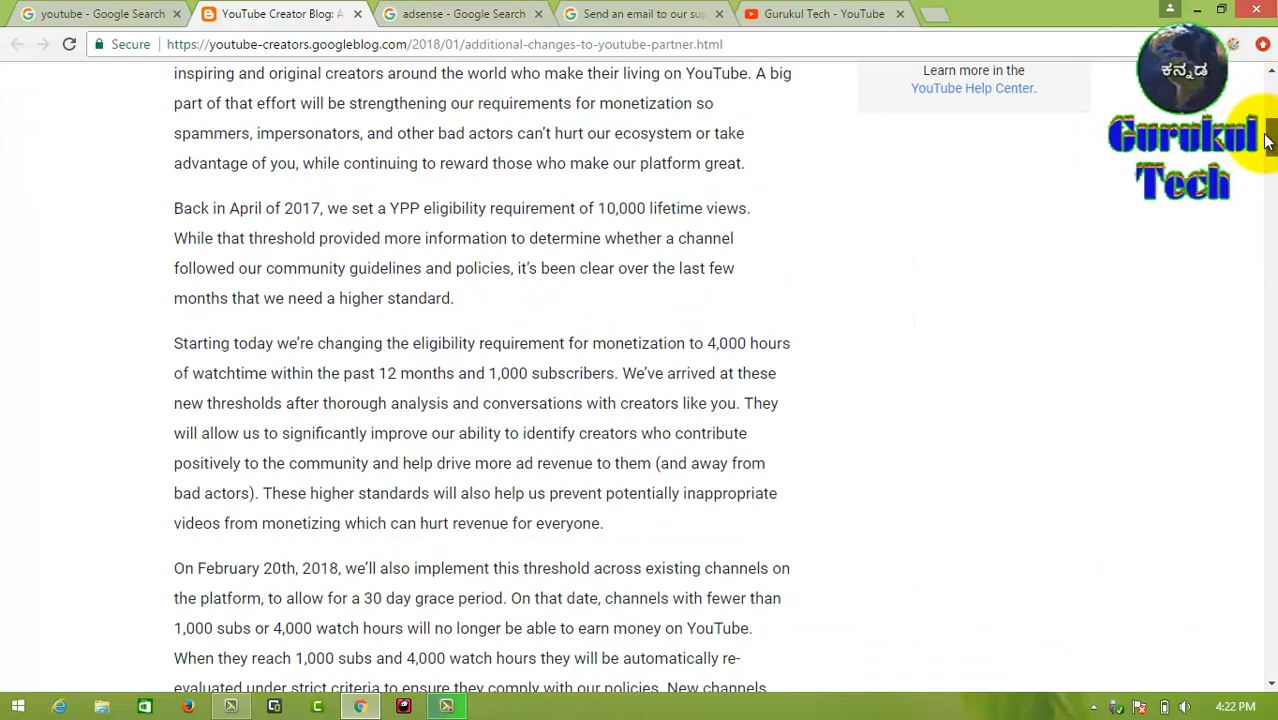 youtube - Google Search
YouTube Creator Blog: A
adsense - Google Search
Send an email to our sup
Gurukul Tech - YouTube
Secure
https://youtube-creators.googleblog.com/2018/01/additional-changes-to-youtube-partner.html
inspiring and original creators around the world who make their living on YouTube. A big
part of that effort will be strengthening our requirements for monetization so
spammers, impersonators, and other bad actors can’t hurt our ecosystem or take
advantage of you, while continuing to reward those who make our platform great.
Back in April of 2017, we set a YPP eligibility requirement of 10,000 lifetime views.
While that threshold provided more information to determine whether a channel
followed our community guidelines and policies, it’s been clear over the last few
months that we need a higher standard.
Starting today we’re changing the eligibility requirement for monetization to 4,000 hours
of watchtime within the past 12 months and 1,000 subscribers. We’ve arrived at these
new thresholds after thorough analysis and conversations with creators like you. They
will allow us to significantly improve our ability to identify creators who contribute
positively to the community and help drive more ad revenue to them (and away from
bad actors). These higher standards will also help us prevent potentially inappropriate
videos from monetizing which can hurt revenue for everyone.
On February 20th, 2018, we’ll also implement this threshold across existing channels on
the platform, to allow for a 30 day grace period. On that date, channels with fewer than
1,000 subs or 4,000 watch hours will no longer be able to earn money on YouTube.
When they reach 1,000 subs and 4,000 watch hours they will be automatically re-
evaluated under strict criteria to ensure they comply with our policies. New channels
Learn more in the
YouTube Help Center.
ಕನ್ನಡ
Gurukul
Tech
4:22 PM